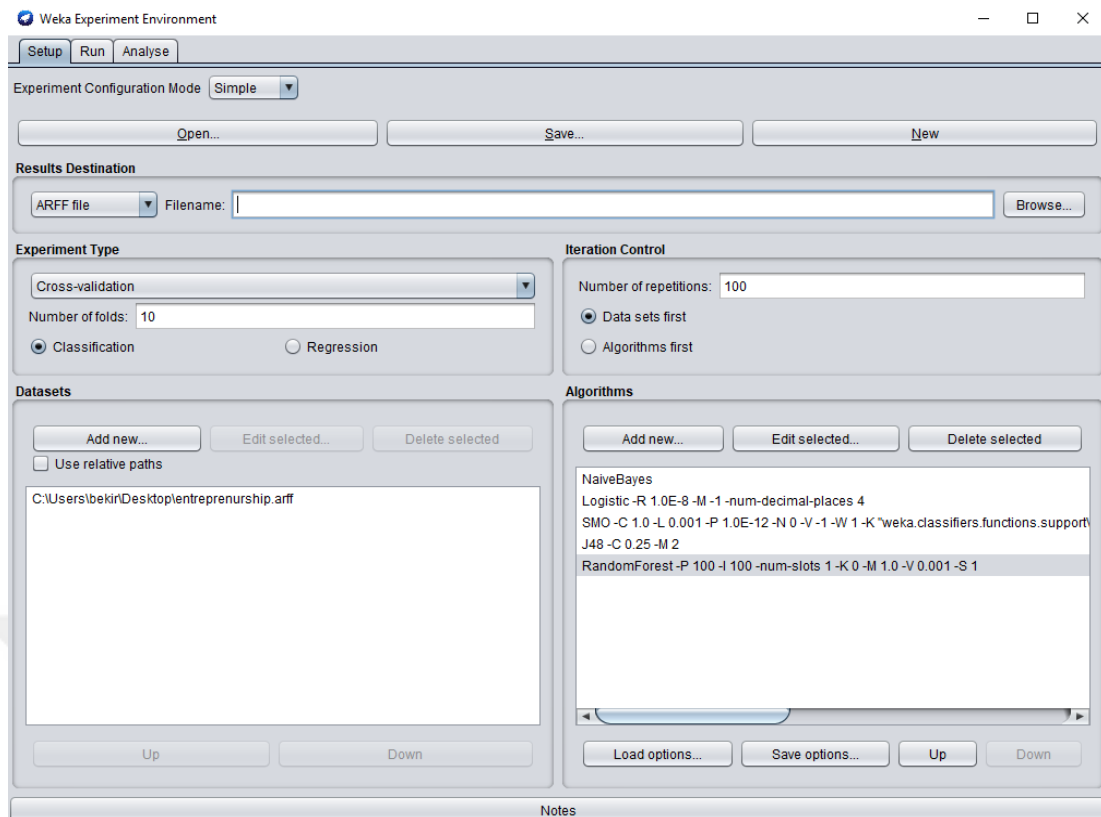 Weka Experiment Environment
Setup Run Analyse
Experiment Configuration Mode Simple
Open... Save... New
Results Destination
ARFF file Filename: Browse...
Experiment Type
Cross-validation
Number of folds: 10
Classification Regression
Iteration Control
Number of repetitions: 100
Data sets first
Algorithms first
Datasets
Add new... Edit selected... Delete selected
Use relative paths
C:\Users\bekir\Desktop\entreprenurship.arff
Up Down
Algorithms
Add new... Edit selected... Delete selected
NaiveBayes
Logistic -R 1.0E-8 -M -1 -num-decimal-places 4
SMO -C 1.0 -L 0.001 -P 1.0E-12 -N 0 -V -1 -W 1 -K "weka.classifiers.functions.support
J48 -C 0.25 -M 2
RandomForest -P 100 -I 100 -num-slots 1 -K 0 -M 1.0 -V 0.001 -S 1
Load options... Save options... Up Down
Notes